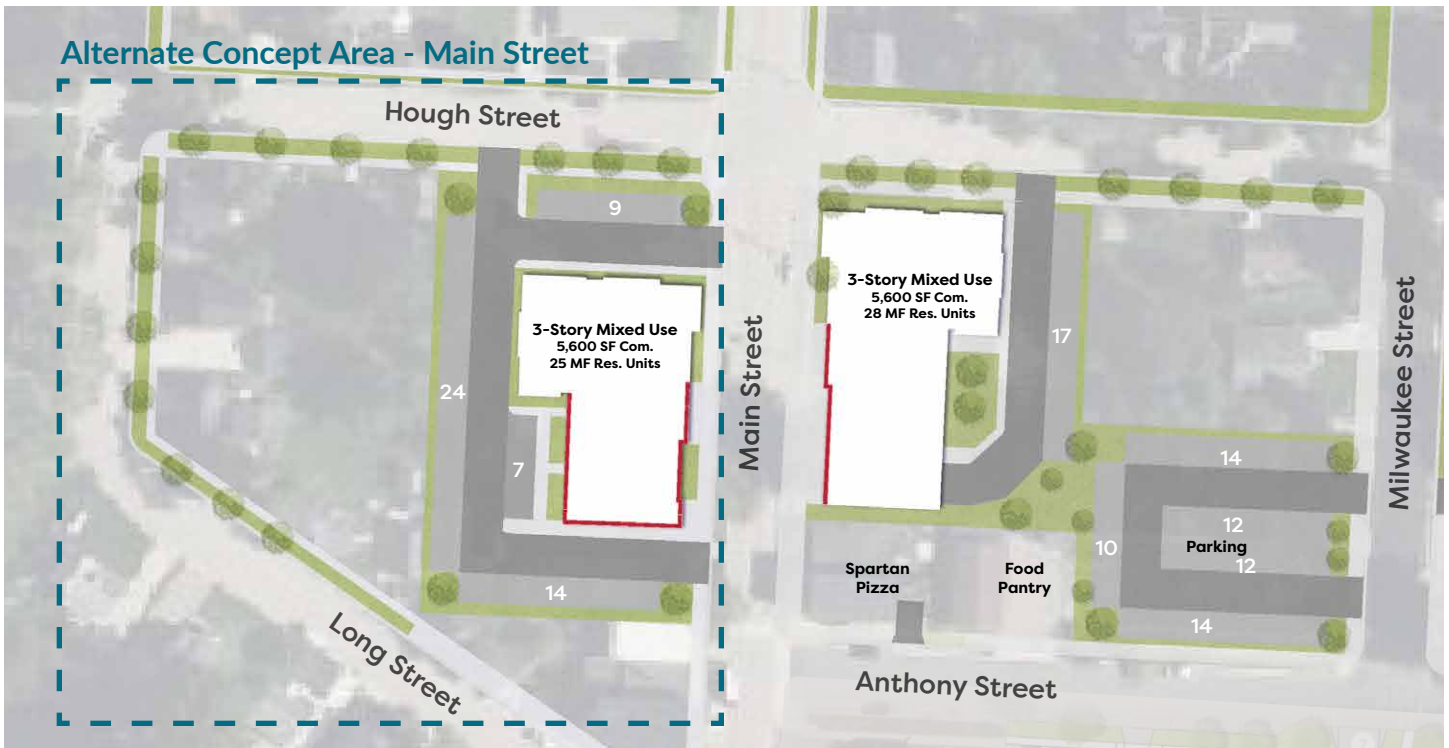 Alternate Concept Area - Main Street
Hough Street
9
3-Story Mixed Use
5,600 SF Com.
25 MF Res. Units
24
7
14
Long Street
Main Street
3-Story Mixed Use
5,600 SF Com.
28 MF Res. Units
17
14
12
Parking
12
10
14
Spartan
Pizza
Food
Pantry
Anthony Street
Milwaukee Street